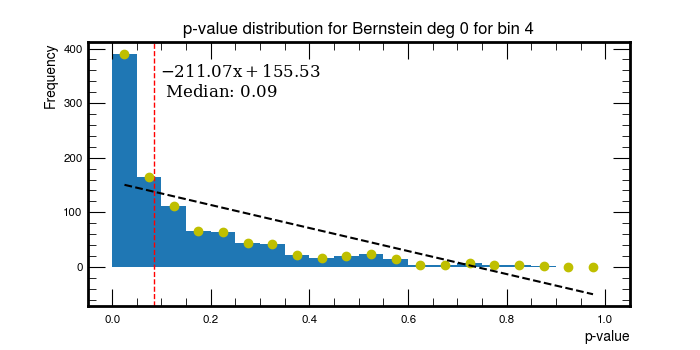 p-value distribution for Bernstein deg 0 for bin 4
Frequency
400
300
200
100
0
−211.07x + 155.53
Median: 0.09
0.0 0.2 0.4 0.6 0.8 1.0
p-value